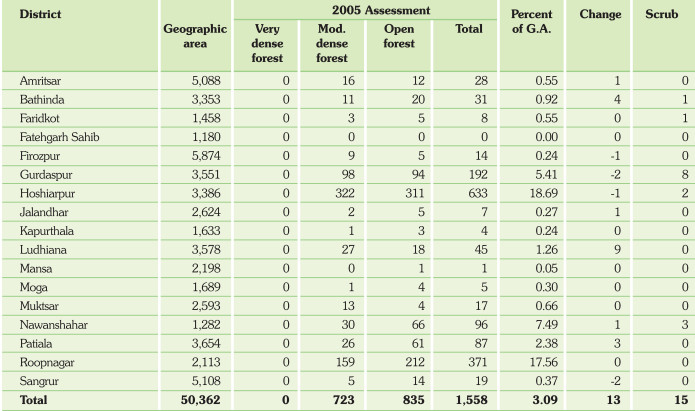 District Geographic area 2005 Assessment Percent of G.A. Change Scrub
Very dense forest Mod. dense forest Open forest Total
Amritsar 5,088 0 16 12 28 0.55 1 0
Bathinda 3,353 0 11 20 31 0.92 4 1
Faridkot 1,458 0 3 5 8 0.55 0 1
Fatehgarh Sahib 1,180 0 0 0 0 0.00 0 0
Firozpur 5,874 0 9 5 14 0.24 -1 0
Gurdaspur 3,551 0 98 94 192 5.41 -2 8
Hoshiarpur 3,386 0 322 311 633 18.69 -1 2
Jalandhar 2,624 0 2 5 7 0.27 1 0
Kapurthala 1,633 0 1 3 4 0.24 0 0
Ludhiana 3,578 0 27 18 45 1.26 9 0
Mansa 2,198 0 0 1 1 0.05 0 0
Moga 1,689 0 1 4 5 0.30 0 0
Muktsar 2,593 0 13 4 17 0.66 0 0
Nawanshahar 1,282 0 30 66 96 7.49 1 3
Patiala 3,654 0 26 61 87 2.38 3 0
Roopnagar 2,113 0 159 212 371 17.56 0 0
Sangrur 5,108 0 5 14 19 0.37 -2 0
Total 50,362 0 723 835 1,558 3.09 13 15